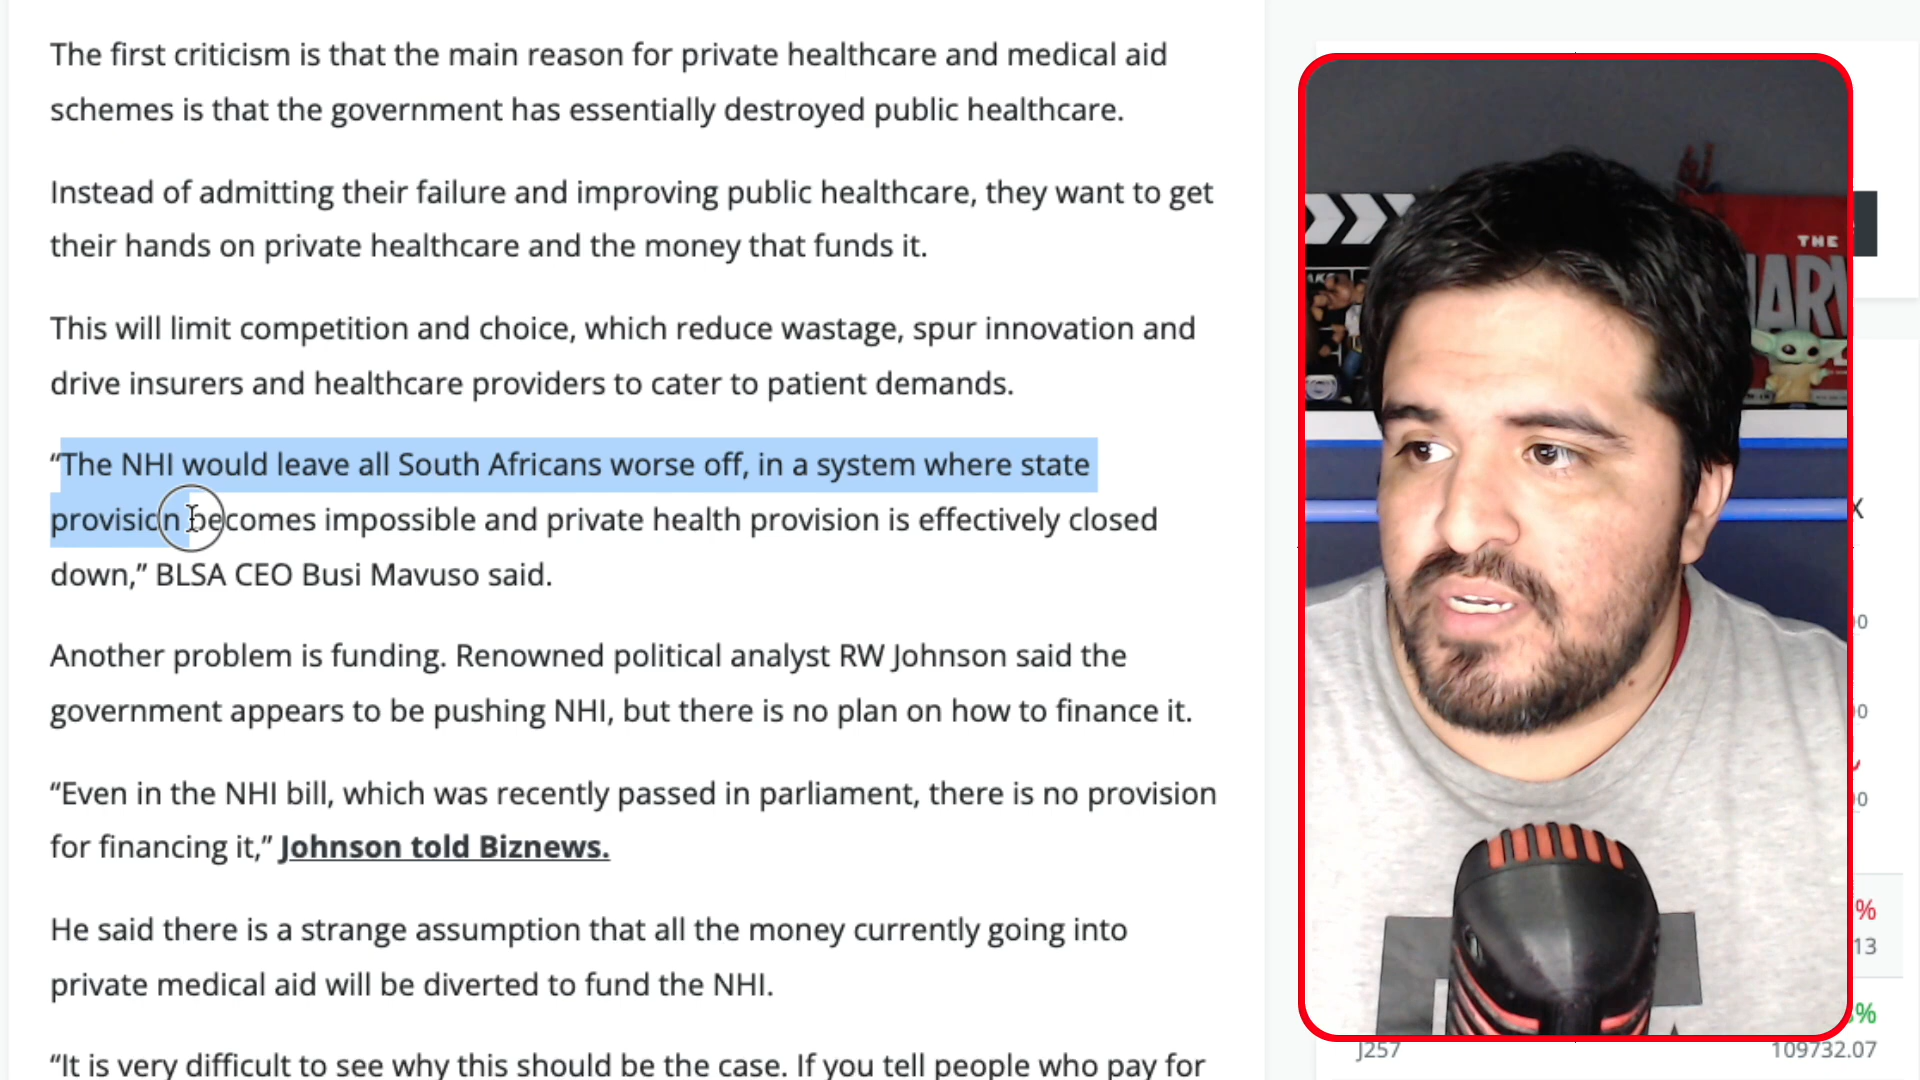 The first criticism is that the main reason for private healthcare and medical aid
schemes is that the government has essentially destroyed public healthcare.
Instead of admitting their failure and improving public healthcare, they want to get
their hands on private healthcare and the money that funds it.
This will limit competition and choice, which reduce wastage, spur innovation and
drive insurers and healthcare providers to cater to patient demands.
“The NHI would leave all South Africans worse off, in a system where state
provision becomes impossible and private health provision is effectively closed
down,” BLSA CEO Busi Mavuso said.
Another problem is funding. Renowned political analyst RW Johnson said the
government appears to be pushing NHI, but there is no plan on how to finance it.
“Even in the NHI bill, which was recently passed in parliament, there is no provision
for financing it,” Johnson told Biznews.
He said there is a strange assumption that all the money currently going into
private medical aid will be diverted to fund the NHI.
“It is very difficult to see why this should be the case. If you tell people who pay for
THE
X
%
13
%
J257
109732.07